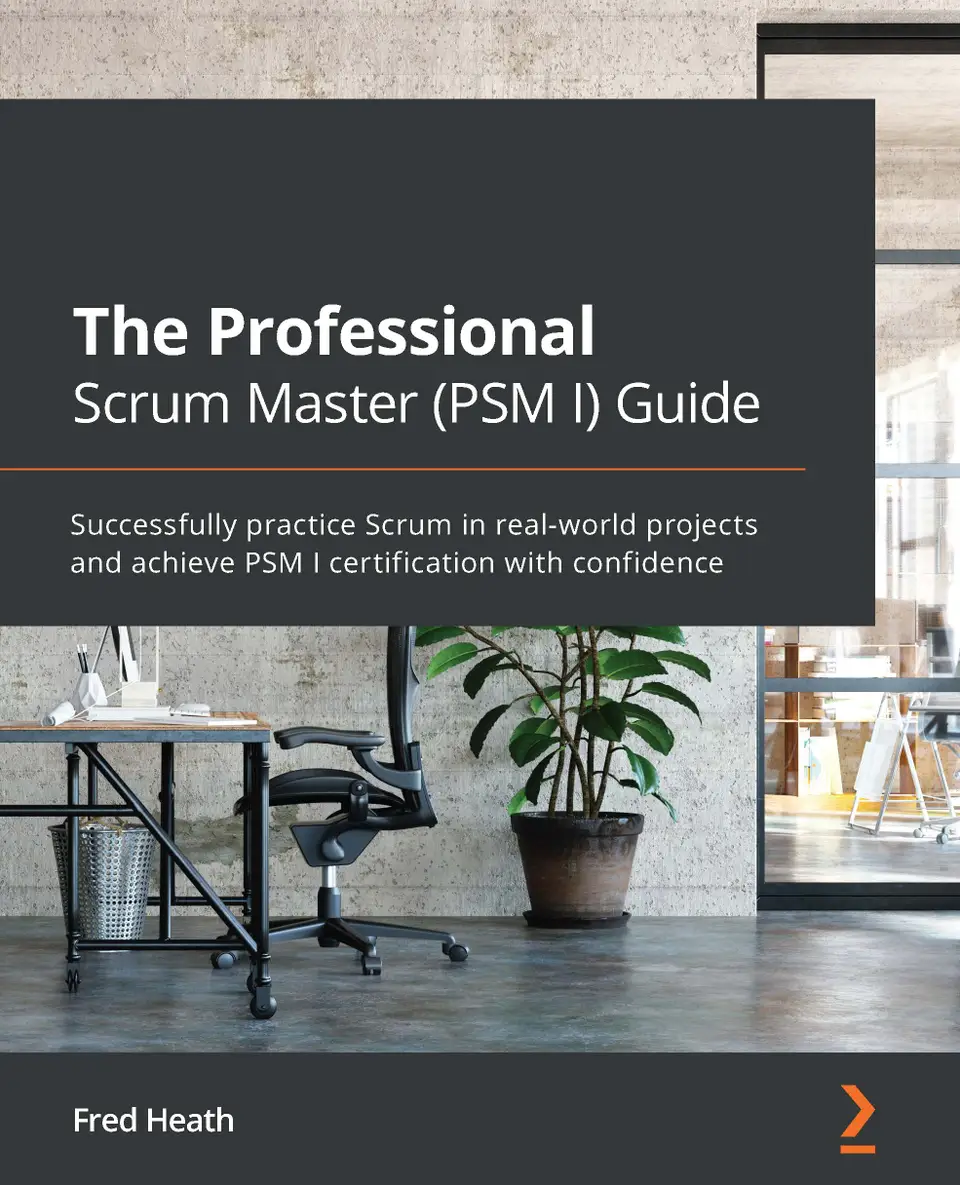 The Professional
Scrum Master (PSM I) Guide
Successfully practice Scrum in real-world projects
and achieve PSM I certification with confidence
Fred Heath